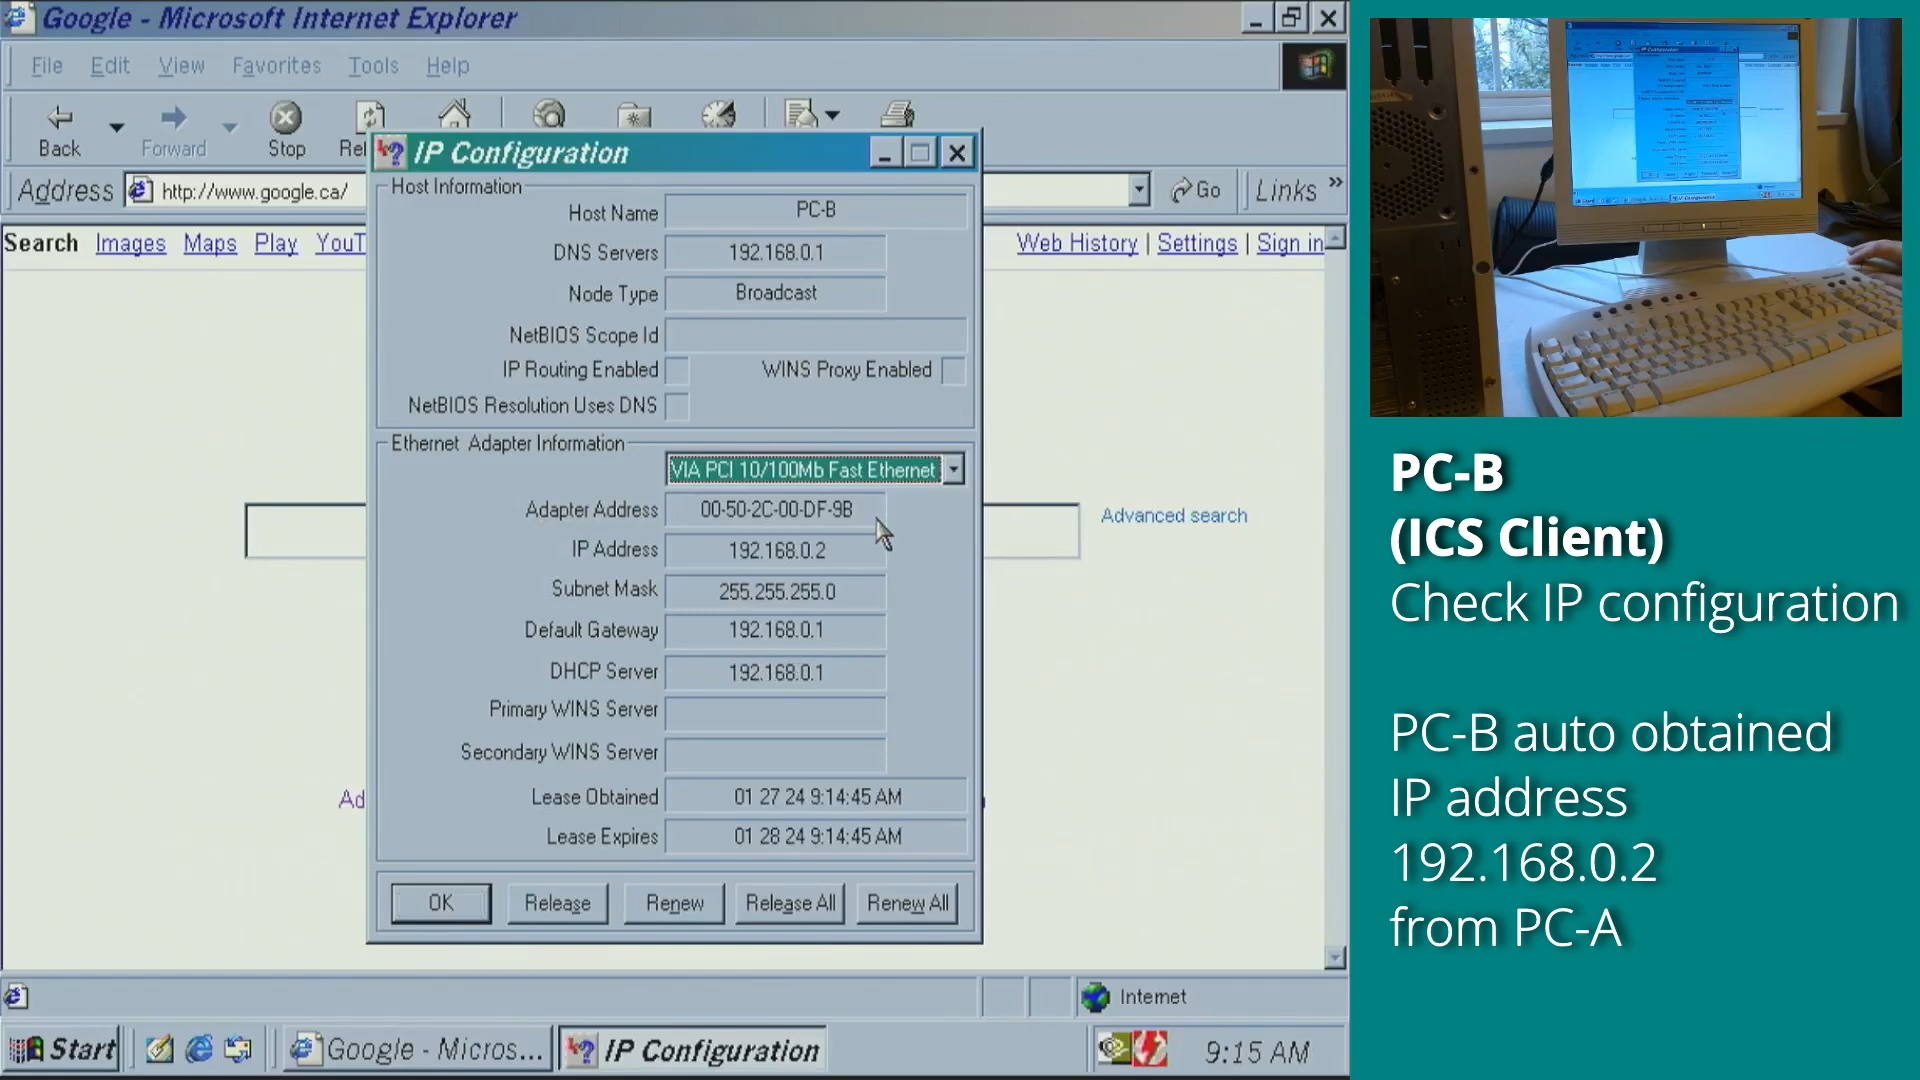 Google - Microsoft Internet Explorer
File Edit View Favorites Tools Help
Back Forward Stop
Address http://www.google.ca/ Go Links »
IP Configuration
Search Images Maps Play YouT
Web History | Settings | Sign in
Host Information
Host Name PC-B
DNS Servers 192.168.0.1
Node Type Broadcast
NetBIOS Scope Id
IP Routing Enabled WINS Proxy Enabled
NetBIOS Resolution Uses DNS
Ethernet Adapter Information
VIA PCI 10/100Mb Fast Ethernet
Adapter Address 00-50-2C-00-DF-9B
Advanced search
IP Address 192.168.0.2
Subnet Mask 255.255.255.0
Default Gateway 192.168.0.1
DHCP Server 192.168.0.1
Primary WINS Server
Secondary WINS Server
Lease Obtained 01 27 24 9:14:45 AM
Lease Expires 01 28 24 9:14:45 AM
Ad
OK Release Renew Release All Renew All
Internet
Start Google - Micros... IP Configuration 9:15 AM
PC-B
(ICS Client)
Check IP configuration
PC-B auto obtained
IP address
192.168.0.2
from PC-A